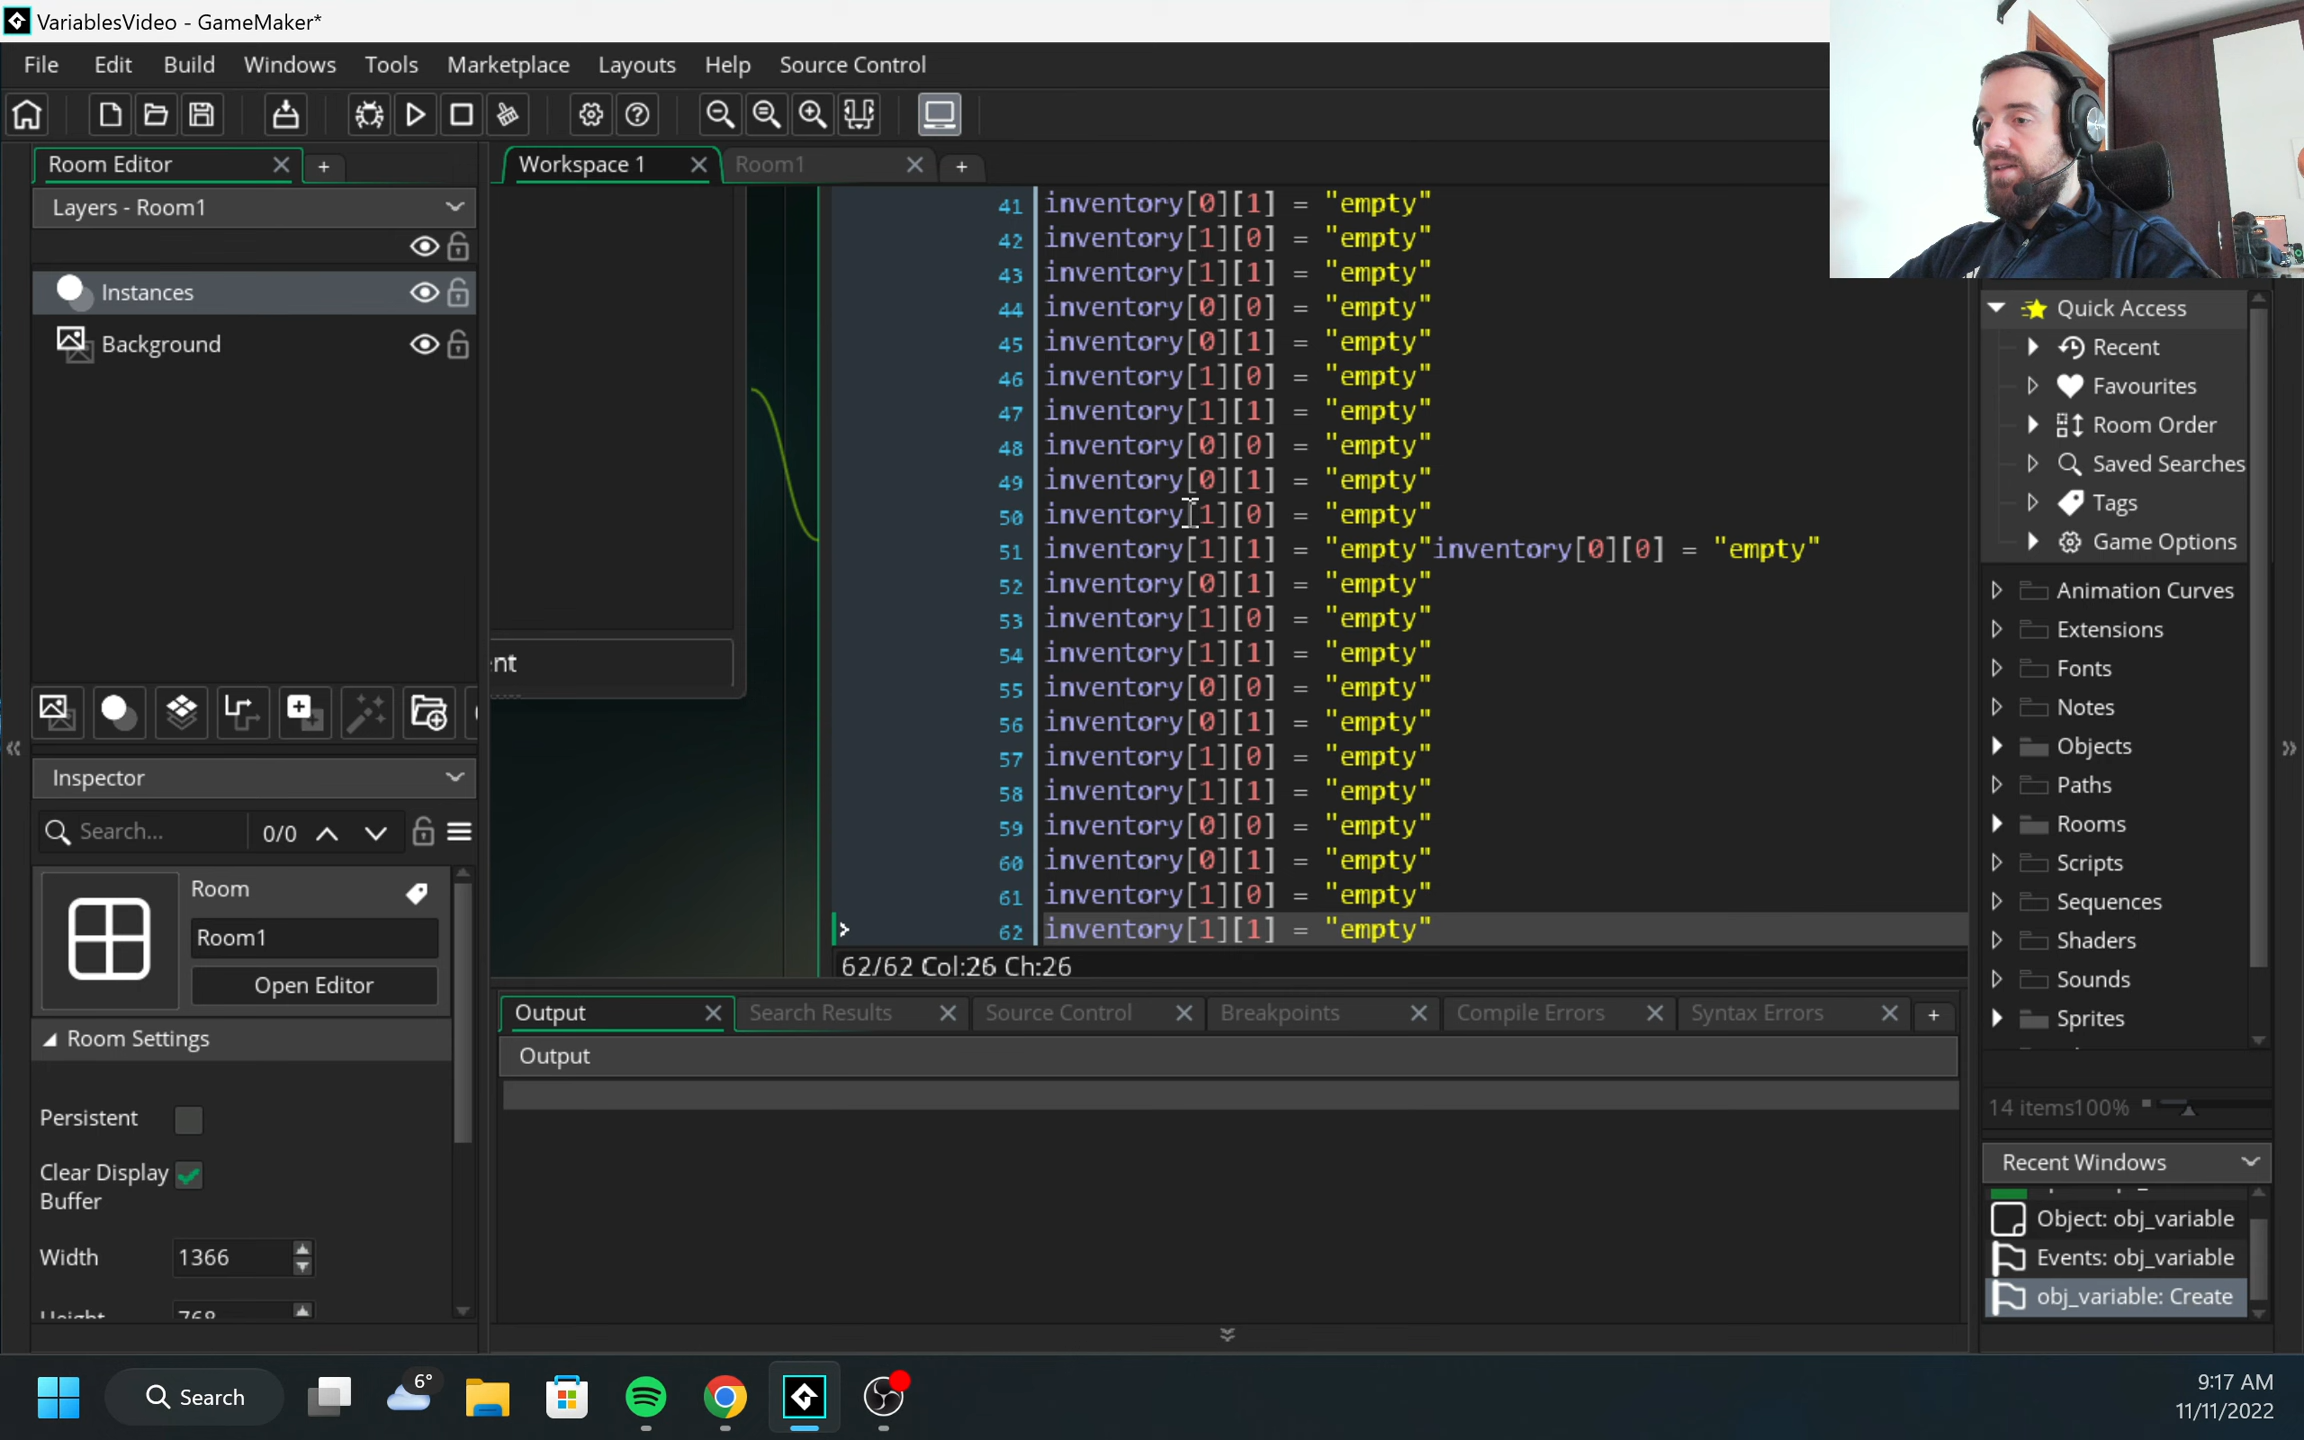 VariablesVideo - GameMaker*
File Edit Build Windows Tools Marketplace Layouts Help Source Control
Room Editor
Workspace 1
Room1
Layers - Room1
Instances
Background
41 inventory[0][1] = "empty"
42 inventory[1][0] = "empty"
43 inventory[1][1] = "empty"
44 inventory[0][0] = "empty"
45 inventory[0][1] = "empty"
46 inventory[1][0] = "empty"
47 inventory[1][1] = "empty"
48 inventory[0][0] = "empty"
49 inventory[0][1] = "empty"
50 inventory[1][0] = "empty"
51 inventory[1][1] = "empty"inventory[0][0] = "empty"
52 inventory[0][1] = "empty"
53 inventory[1][0] = "empty"
54 inventory[1][1] = "empty"
55 inventory[0][0] = "empty"
56 inventory[0][1] = "empty"
57 inventory[1][0] = "empty"
58 inventory[1][1] = "empty"
59 inventory[0][0] = "empty"
60 inventory[0][1] = "empty"
61 inventory[1][0] = "empty"
62 inventory[1][1] = "empty"
62/62 Col:26 Ch:26
nt
Inspector
Search... 0/0
Room
Room1
Open Editor
Room Settings
Persistent
Clear Display
Buffer
Width 1366
Height 768
Output
Search Results
Source Control
Breakpoints
Compile Errors
Syntax Errors
Output
Quick Access
Recent
Favourites
Room Order
Saved Searches
Tags
Game Options
Animation Curves
Extensions
Fonts
Notes
Objects
Paths
Rooms
Scripts
Sequences
Shaders
Sounds
Sprites
14 items 100%
Recent Windows
Object: obj_variable
Events: obj_variable
obj_variable: Create
Search
6°
9:17 AM
11/11/2022